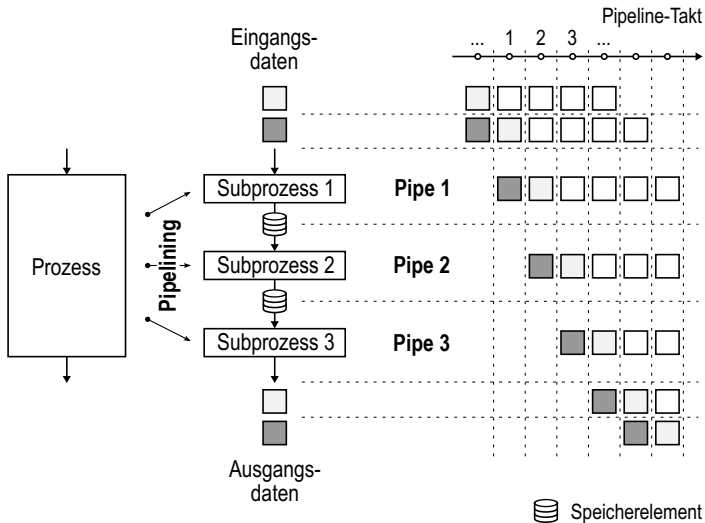 Pipeline-Takt
Eingangs-
daten
... 1 2 3 ...
Prozess
Pipelining
Subprozess 1
Pipe 1
Subprozess 2
Pipe 2
Subprozess 3
Pipe 3
Ausgangs-
daten
Speicherelement